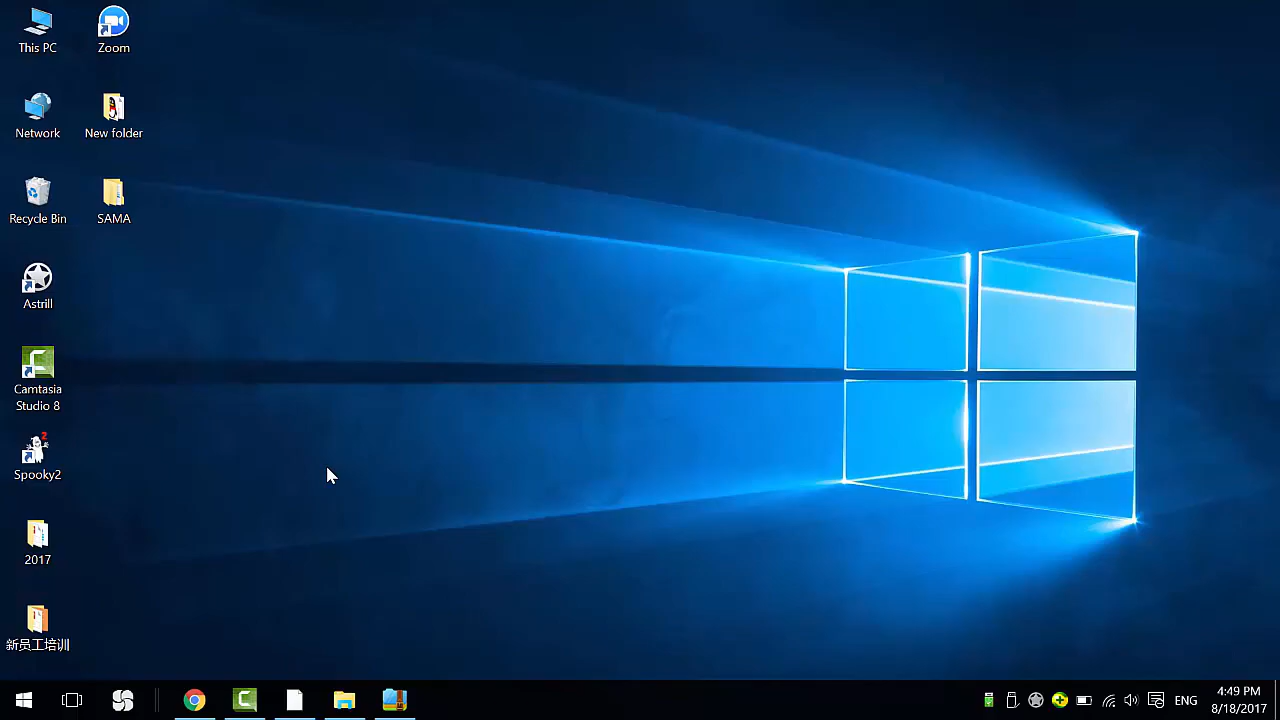 This PC
Zoom
Network
New folder
Recycle Bin
SAMA
Astrill
Camtasia
Studio 8
2
Spooky2
2017
新员工培训
ENG
4:49 PM
8/18/2017